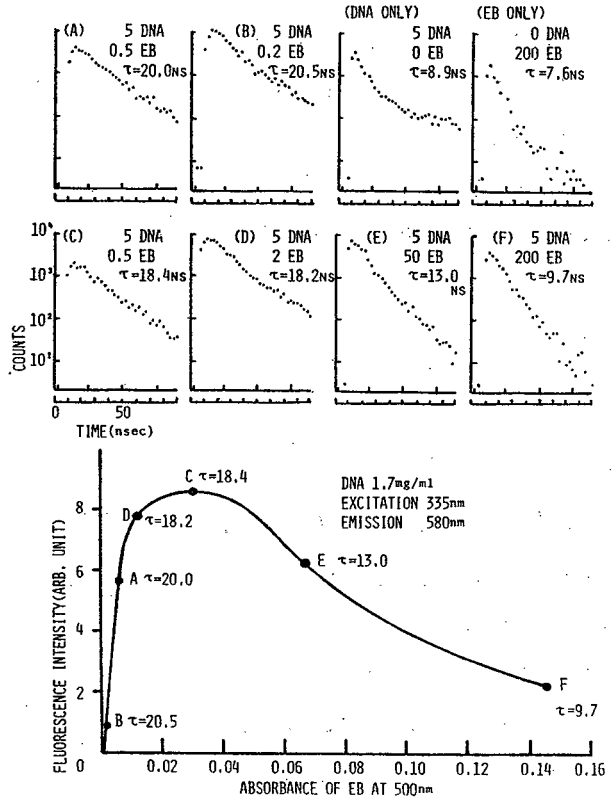 (DNA ONLY) (EB ONLY)
(A) 5 DNA
0.5 EB
τ=20.0NS
(B) 5 DNA
0.2 EB
τ=20.5NS
5 DNA
0 EB
τ=8.9NS
0 DNA
200 EB
τ=7.6NS
(C) 5 DNA
0.5 EB
τ=18.4NS
(D) 5 DNA
2 EB
τ=18.2NS
(E) 5 DNA
50 EB
τ=13.0
NS
(F) 5 DNA
200 EB
τ=9.7NS
10⁴
10³
10²
10¹
COUNTS
0 50
TIME(nsec)
C τ=18.4
D τ=18.2
A τ=20.0
B τ=20.5
E τ=13.0
F
τ=9.7
DNA 1.7mg/ml
EXCITATION 335nm
EMISSION 580nm
FLUORESCENCE INTENSITY(ARB. UNIT)
8
6
4
2
0 0.02 0.04 0.06 0.08 0.10 0.12 0.14 0.16
ABSORBANCE OF EB AT 500nm